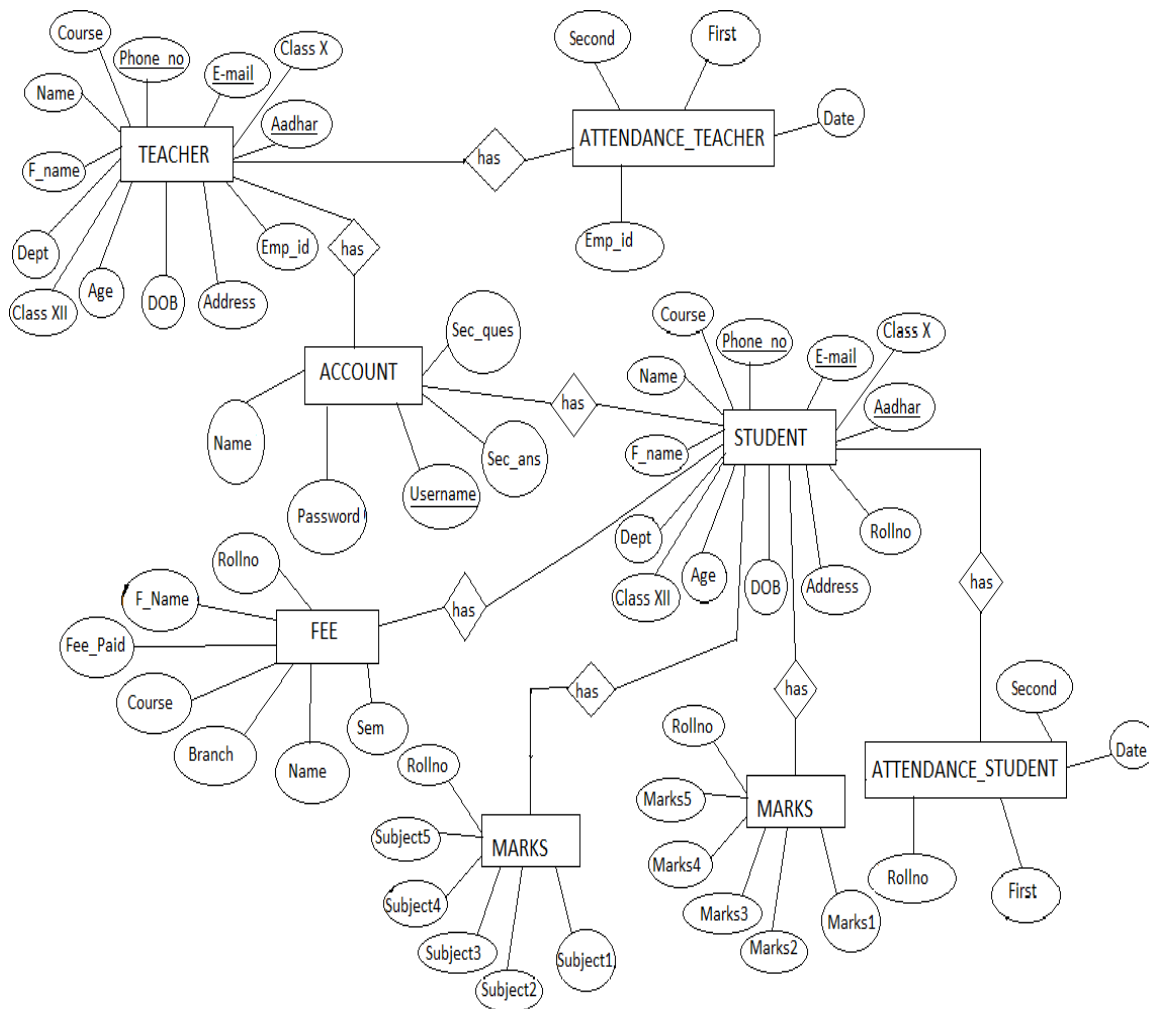 Course
Phone_no
E-mail
Class X
Name
Aadhar
TEACHER
F_name
Dept
Class XII
Age
DOB
Address
Emp_id
has
Second
First
Date
ATTENDANCE_TEACHER
Emp_id
has
ACCOUNT
Sec_ques
Name
Password
Username
Sec_ans
has
Course
Phone_no
E-mail
Class X
Name
Aadhar
STUDENT
F_name
Dept
Class XII
Age
DOB
Address
Rollno
has
Rollno
F_Name
Fee_Paid
FEE
Course
Branch
Name
Sem
has
Rollno
Subject5
MARKS
Subject4
Subject3
Subject2
Subject1
has
Rollno
Marks5
MARKS
Marks4
Marks3
Marks2
Marks1
has
Second
Date
ATTENDANCE_STUDENT
Rollno
First